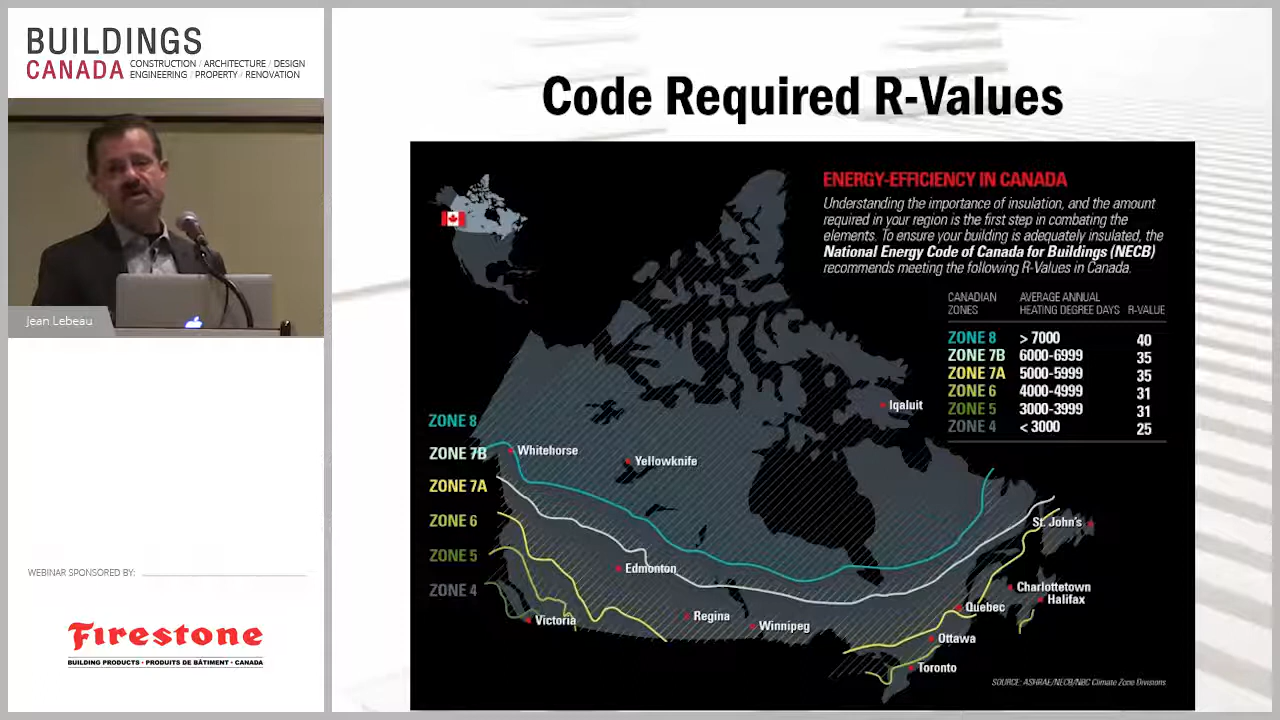 BUILDINGS
CANADA
CONSTRUCTION / ARCHITECTURE / DESIGN
ENGINEERING / PROPERTY / RENOVATION
Jean Lebeau
WEBINAR SPONSORED BY:
Firestone
BUILDING PRODUCTS · PRODUITS DE BÂTIMENT · CANADA
Code Required R-Values
ENERGY-EFFICIENCY IN CANADA
Understanding the importance of insulation, and the amount
required in your region is the first step in combating the
elements. To ensure your building is adequately insulated, the
National Energy Code of Canada for Buildings (NECB)
recommends meeting the following R-Values in Canada.
CANADIAN ZONES AVERAGE ANNUAL HEATING DEGREE DAYS R-VALUE
ZONE 8 > 7000 40
ZONE 7B 6000-6999 35
ZONE 7A 5000-5999 35
ZONE 6 4000-4999 31
ZONE 5 3000-3999 31
ZONE 4 < 3000 25
Iqaluit
ZONE 8
ZONE 7B
Whitehorse
Yellowknife
ZONE 7A
ZONE 6
St. John's
ZONE 5
Edmonton
ZONE 4
Charlottetown
Halifax
Quebec
Regina
Victoria
Winnipeg
Ottawa
Toronto
SOURCE: ASHRAE/NECB/NBC Climate Zone Divisions